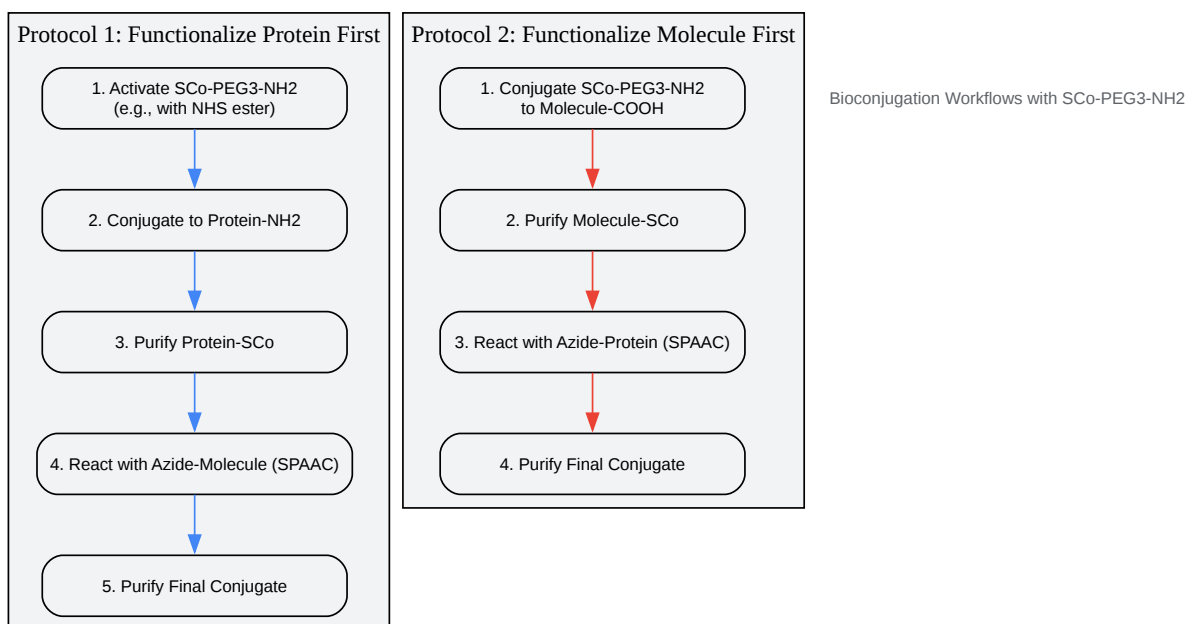 Protocol 1: Functionalize Protein First
1. Activate SCo-PEG3-NH2
(e.g., with NHS ester)
2. Conjugate to Protein-NH2
3. Purify Protein-SCo
4. React with Azide-Molecule (SPAAC)
5. Purify Final Conjugate
Protocol 2: Functionalize Molecule First
1. Conjugate SCo-PEG3-NH2
to Molecule-COOH
2. Purify Molecule-SCo
3. React with Azide-Protein (SPAAC)
4. Purify Final Conjugate
Bioconjugation Workflows with SCo-PEG3-NH2